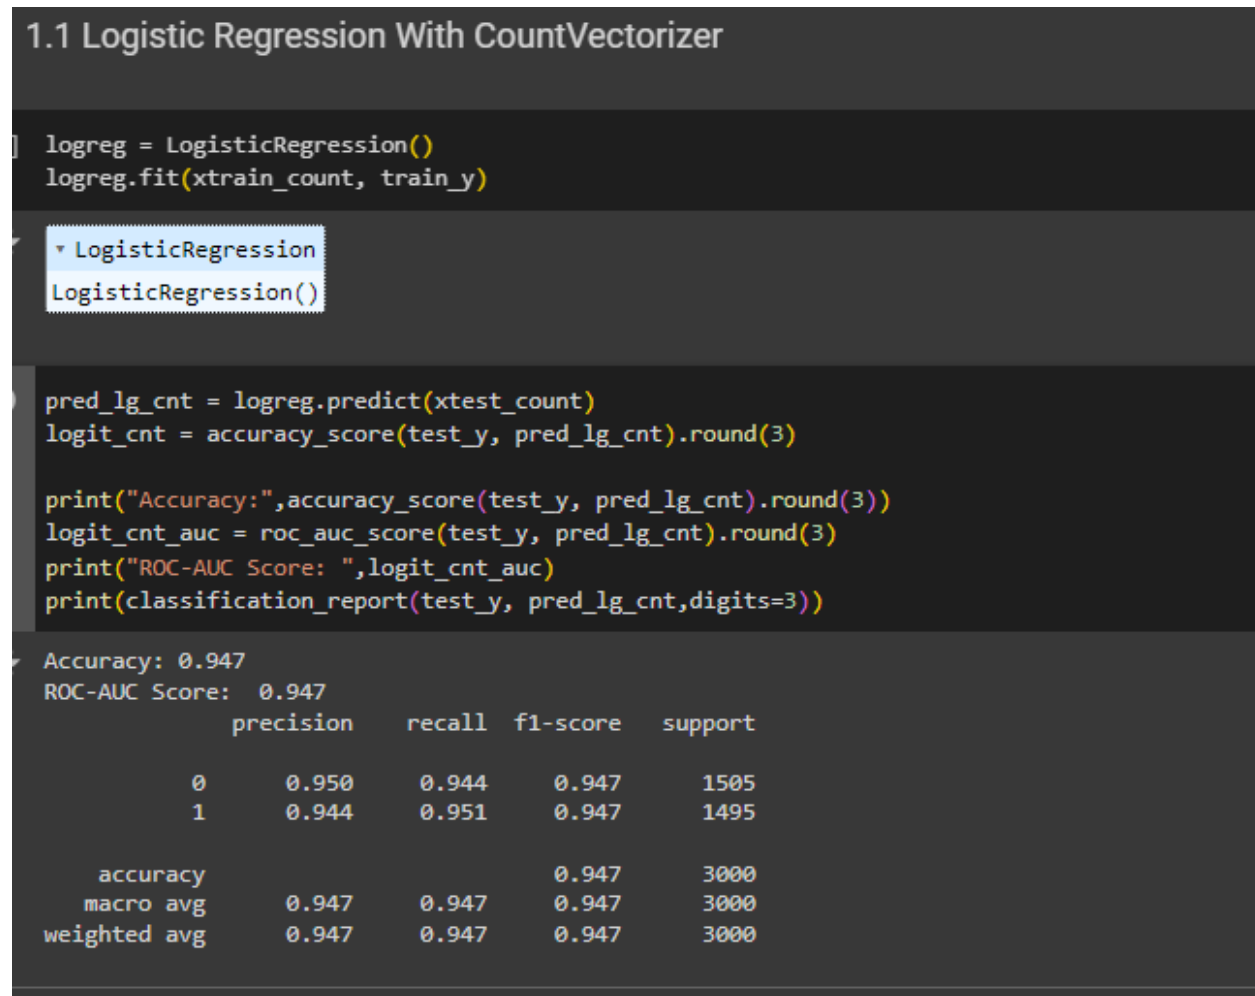 1.1 Logistic Regression With CountVectorizer
] logreg = LogisticRegression()
logreg.fit(xtrain_count, train_y)
▾ LogisticRegression
LogisticRegression()
pred_lg_cnt = logreg.predict(xtest_count)
logit_cnt = accuracy_score(test_y, pred_lg_cnt).round(3)
print("Accuracy:",accuracy_score(test_y, pred_lg_cnt).round(3))
logit_cnt_auc = roc_auc_score(test_y, pred_lg_cnt).round(3)
print("ROC-AUC Score: ",logit_cnt_auc)
print(classification_report(test_y, pred_lg_cnt,digits=3))
Accuracy: 0.947
ROC-AUC Score:  0.947
precision recall f1-score support
0 0.950 0.944 0.947 1505
1 0.944 0.951 0.947 1495
accuracy 0.947 3000
macro avg 0.947 0.947 0.947 3000
weighted avg 0.947 0.947 0.947 3000